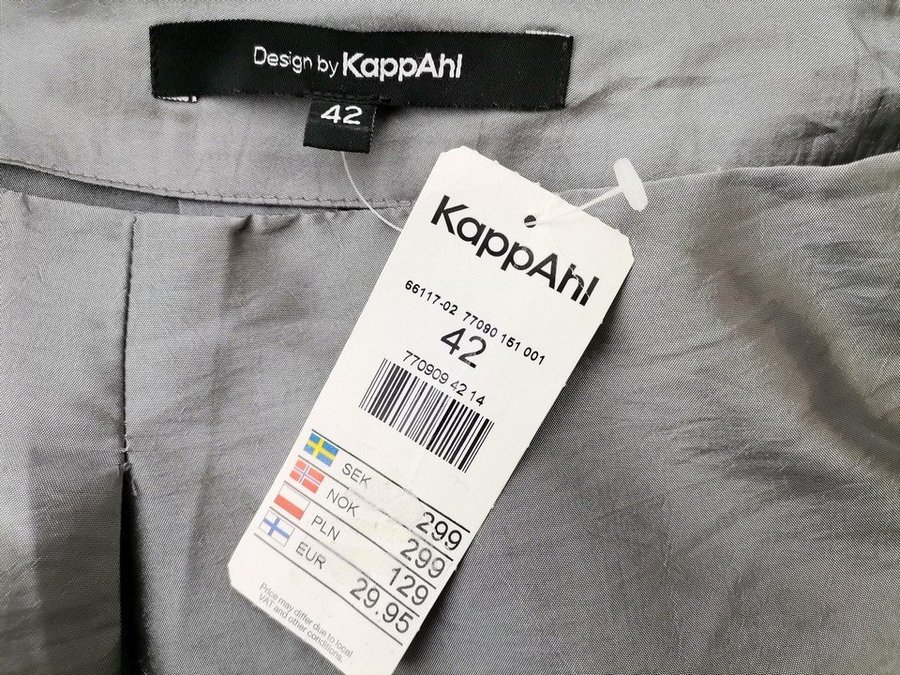 Design by KappAhl
42
KappAhl
66117-02 77090 151 001
42
770909 42 14
SEK 299
NOK 299
PLN 129
EUR 29.95
Price may differ due to local
VAT and other conditions.